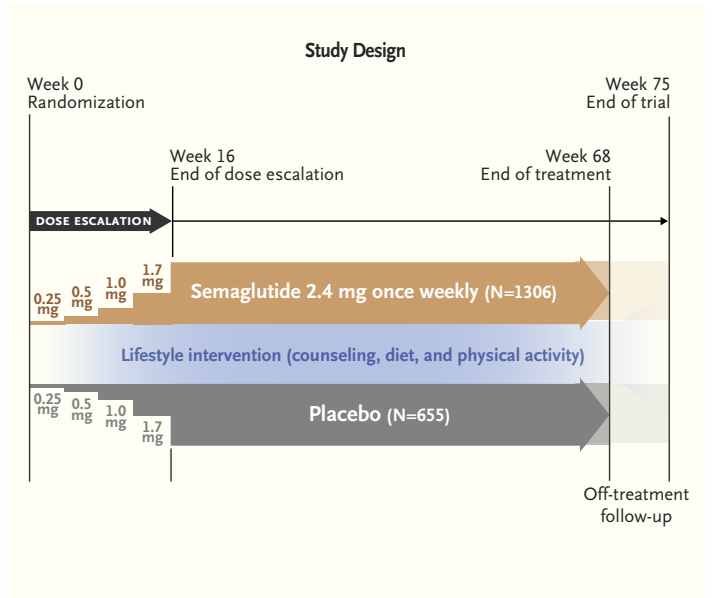 Study Design
Week 0
Randomization
Week 75
End of trial
Week 16
End of dose escalation
Week 68
End of treatment
DOSE ESCALATION
0.25
mg
0.5
mg
1.0
mg
1.7
mg
Semaglutide 2.4 mg once weekly (N=1306)
Lifestyle intervention (counseling, diet, and physical activity)
0.25
mg
0.5
mg
1.0
mg
1.7
mg
Placebo (N=655)
Off-treatment
follow-up